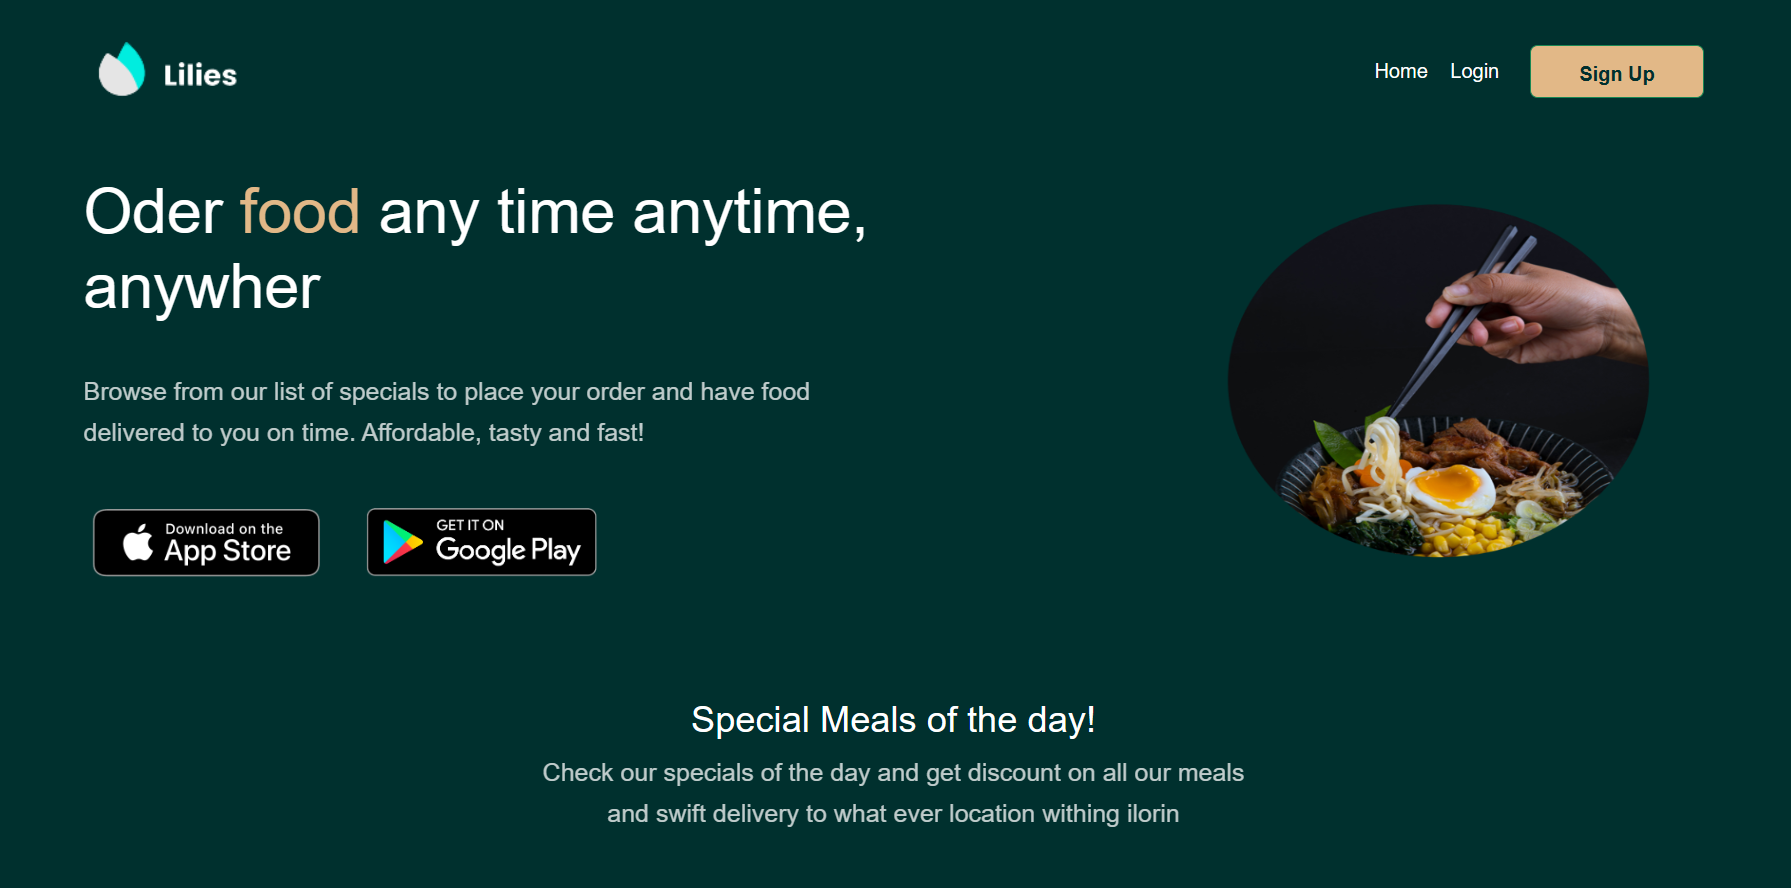 Lilies
Home Login Sign Up
Oder food any time anytime,
anywher
Browse from our list of specials to place your order and have food
delivered to you on time. Affordable, tasty and fast!
Download on the
App Store
GET IT ON
Google Play
Special Meals of the day!
Check our specials of the day and get discount on all our meals
and swift delivery to what ever location withing ilorin